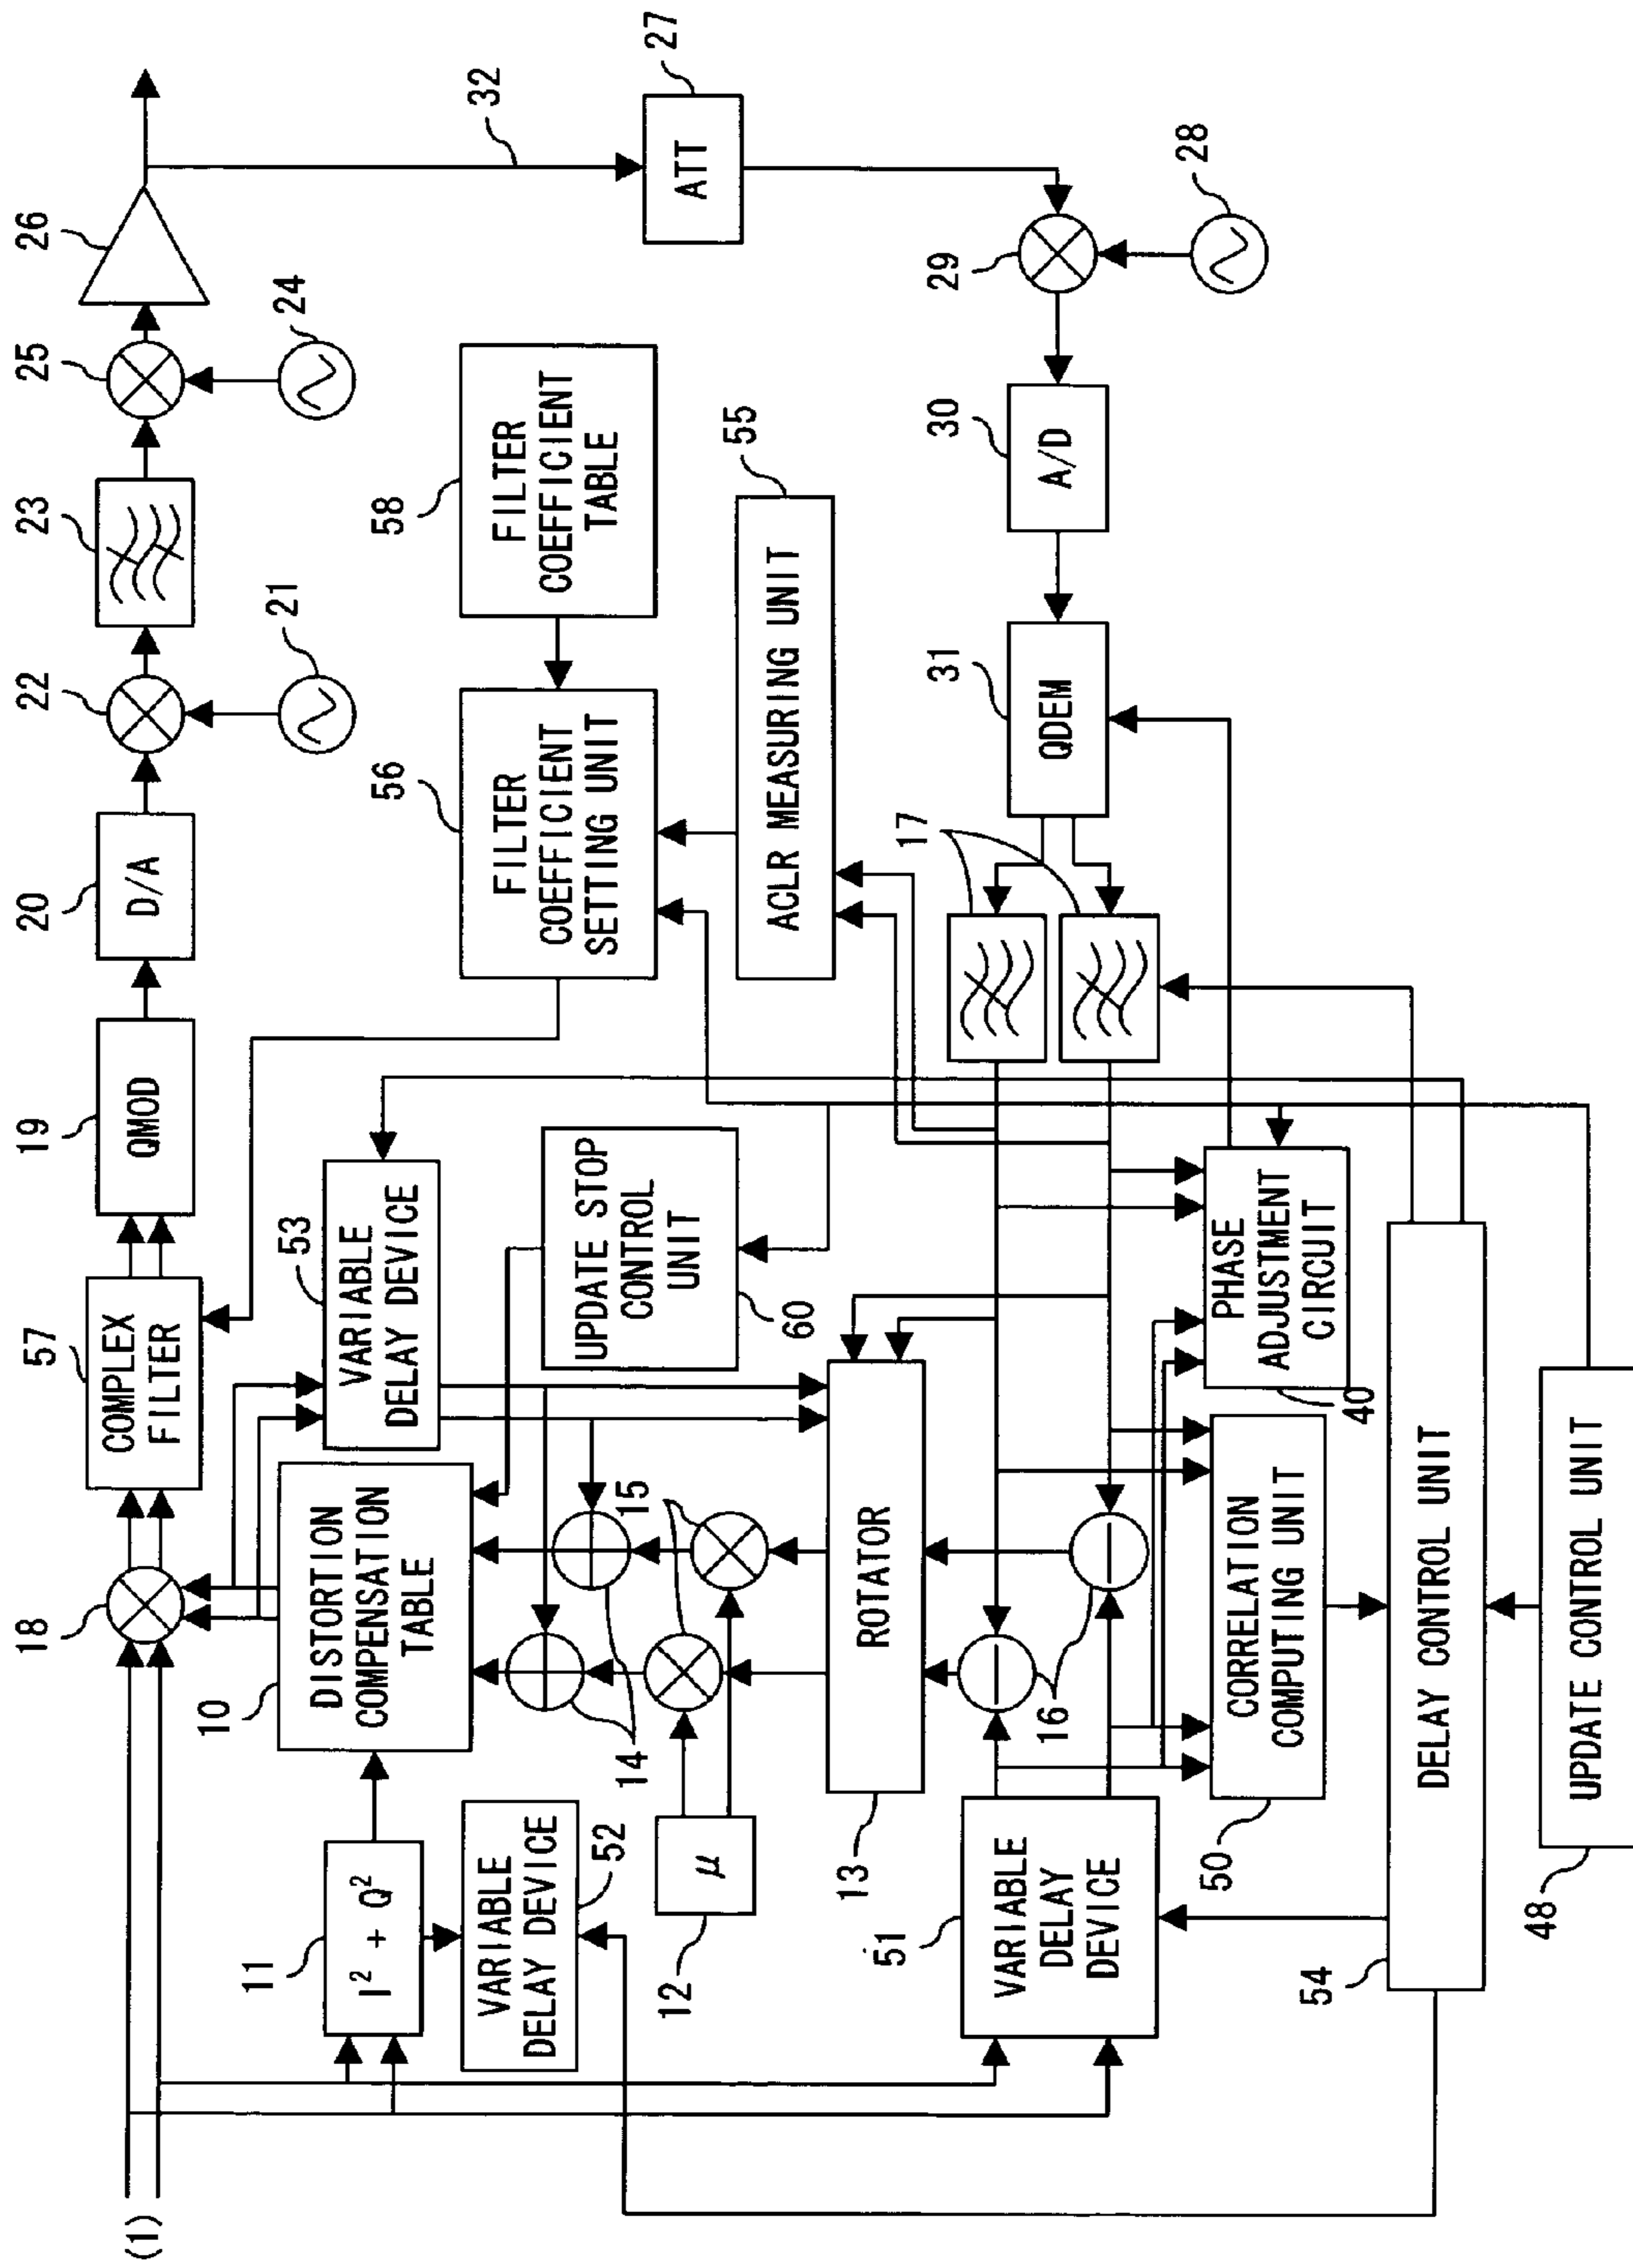 (1)
18
57
COMPLEX
FILTER
19
QMOD
20
D/A
22
21
23
25
24
26
32
27
ATT
28
29
30
A/D
31
QDEM
17
11
I² + Q²
10
DISTORTION
COMPENSATION
TABLE
53
VARIABLE
DELAY DEVICE
56
FILTER
COEFFICIENT
SETTING UNIT
58
FILTER
COEFFICIENT
TABLE
55
ACLR MEASURING UNIT
VARIABLE
DELAY DEVICE
52
UPDATE STOP
CONTROL
UNIT
60
12
μ
14
15
13
ROTATOR
16
51
VARIABLE
DELAY
DEVICE
50
CORRELATION
COMPUTING UNIT
PHASE
ADJUSTMENT
CIRCUIT
40
54
DELAY CONTROL UNIT
48
UPDATE CONTROL UNIT